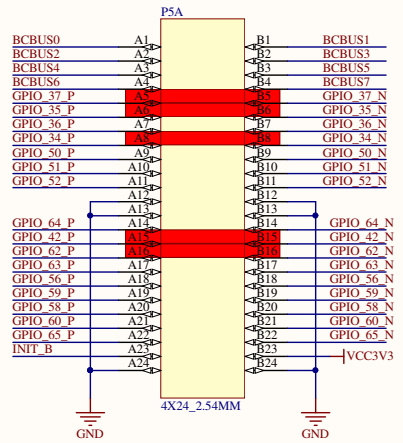 P5A
BCBUS0 A1 B1 BCBUS1
BCBUS2 A2 B2 BCBUS3
BCBUS4 A3 B3 BCBUS5
BCBUS6 A4 B4 BCBUS7
GPIO_37_P A5 B5 GPIO_37_N
GPIO_35_P A6 B6 GPIO_35_N
GPIO_36_P A7 B7 GPIO_36_N
GPIO_34_P A8 B8 GPIO_34_N
GPIO_50_P A9 B9 GPIO_50_N
GPIO_51_P A10 B10 GPIO_51_N
GPIO_52_P A11 B11 GPIO_52_N
A12 B12
A13 B13
GPIO_64_P A14 B14 GPIO_64_N
GPIO_42_P A15 B15 GPIO_42_N
GPIO_62_P A16 B16 GPIO_62_N
GPIO_63_P A17 B17 GPIO_63_N
GPIO_56_P A18 B18 GPIO_56_N
GPIO_59_P A19 B19 GPIO_59_N
GPIO_58_P A20 B20 GPIO_58_N
GPIO_60_P A21 B21 GPIO_60_N
GPIO_65_P A22 B22 GPIO_65_N
INIT_B A23 B23 VCC3V3
A24 B24
4X24_2.54MM
GND GND